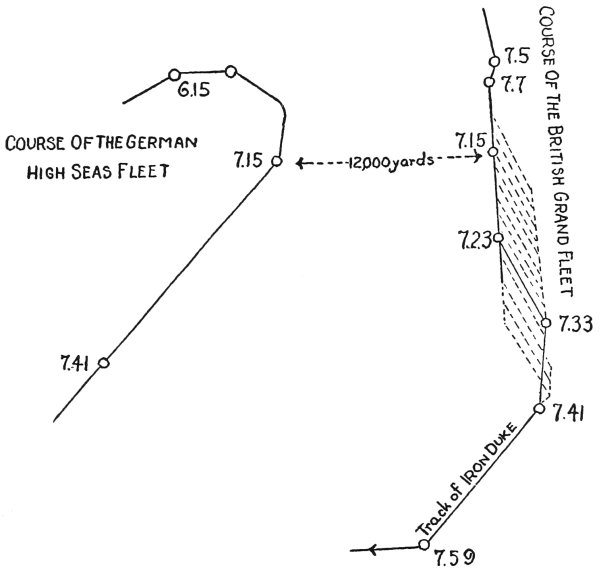 COURSE OF THE BRITISH GRAND FLEET
7.5
7.7
6.15
COURSE OF THE GERMAN
HIGH SEAS FLEET
7.15
12,000 yards
7.15
7.23
7.33
7.41
7.41
Track of IRON DUKE
7.59